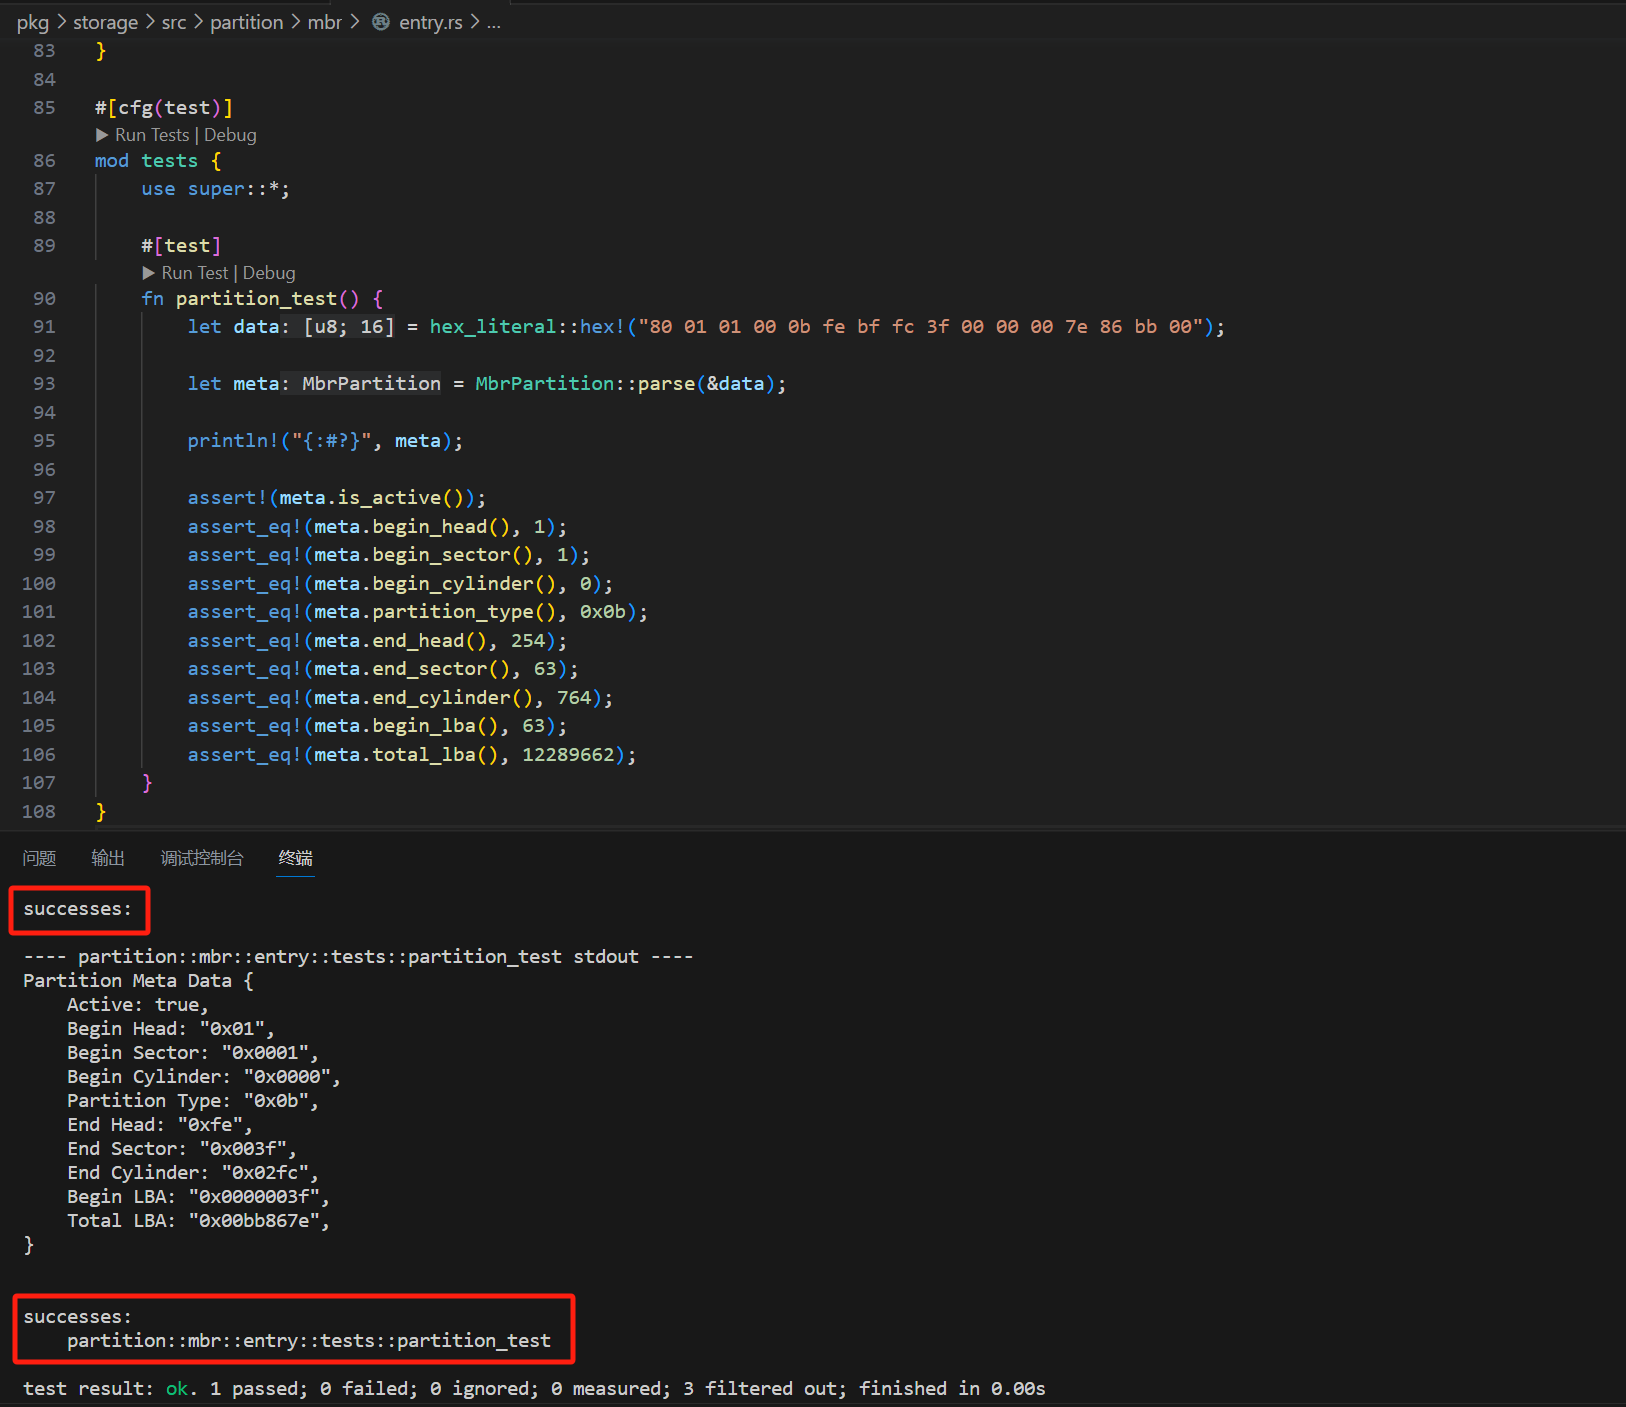 pkg > storage > src > partition > mbr > entry.rs > ...
83 }
84
85 #[cfg(test)]
▶ Run Tests | Debug
86 mod tests {
87     use super::*;
88
89     #[test]
▶ Run Test | Debug
90     fn partition_test() {
91         let data: [u8; 16] = hex_literal::hex!("80 01 01 00 0b fe bf fc 3f 00 00 00 7e 86 bb 00");
92
93         let meta: MbrPartition = MbrPartition::parse(&data);
94
95         println!("{:#?}", meta);
96
97         assert!(meta.is_active());
98         assert_eq!(meta.begin_head(), 1);
99         assert_eq!(meta.begin_sector(), 1);
100         assert_eq!(meta.begin_cylinder(), 0);
101         assert_eq!(meta.partition_type(), 0x0b);
102         assert_eq!(meta.end_head(), 254);
103         assert_eq!(meta.end_sector(), 63);
104         assert_eq!(meta.end_cylinder(), 764);
105         assert_eq!(meta.begin_lba(), 63);
106         assert_eq!(meta.total_lba(), 12289662);
107     }
108 }
问题 输出 调试控制台 终端
successes:
---- partition::mbr::entry::tests::partition_test stdout ----
Partition Meta Data {
    Active: true,
    Begin Head: "0x01",
    Begin Sector: "0x0001",
    Begin Cylinder: "0x0000",
    Partition Type: "0x0b",
    End Head: "0xfe",
    End Sector: "0x003f",
    End Cylinder: "0x02fc",
    Begin LBA: "0x0000003f",
    Total LBA: "0x00bb867e",
}
successes:
    partition::mbr::entry::tests::partition_test
test result: ok. 1 passed; 0 failed; 0 ignored; 0 measured; 3 filtered out; finished in 0.00s